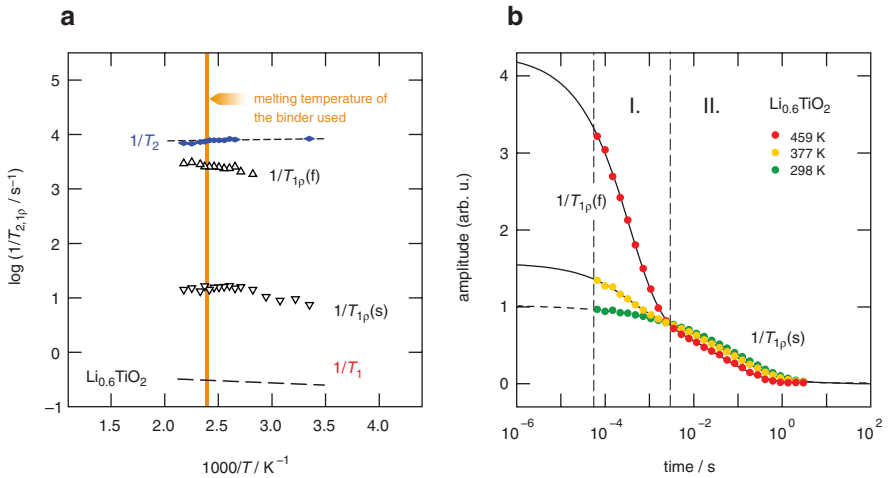 a
5
4
3
2
1
0
−1
log (1/T2,1ρ / s−1)
melting temperature of
the binder used
1/T2
1/T1ρ(f)
1/T1ρ(s)
1/T1
Li0.6TiO2
1.5
2.0
2.5
3.0
3.5
4.0
1000/T / K−1
b
4
3
2
1
0
amplitude (arb. u.)
I.
II.
Li0.6TiO2
459 K
377 K
298 K
1/T1ρ(f)
1/T1ρ(s)
10−6
10−4
10−2
100
102
time / s